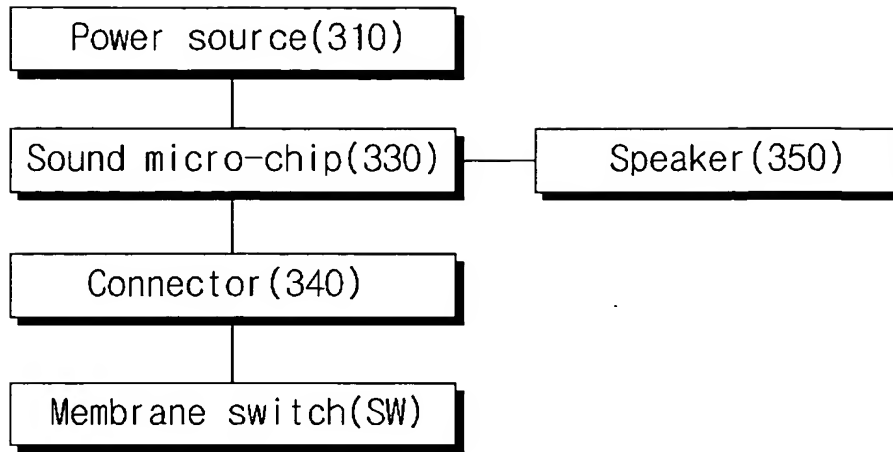 Power source(310)
Sound micro-chip(330)
Speaker(350)
Connector(340)
Membrane switch(SW)